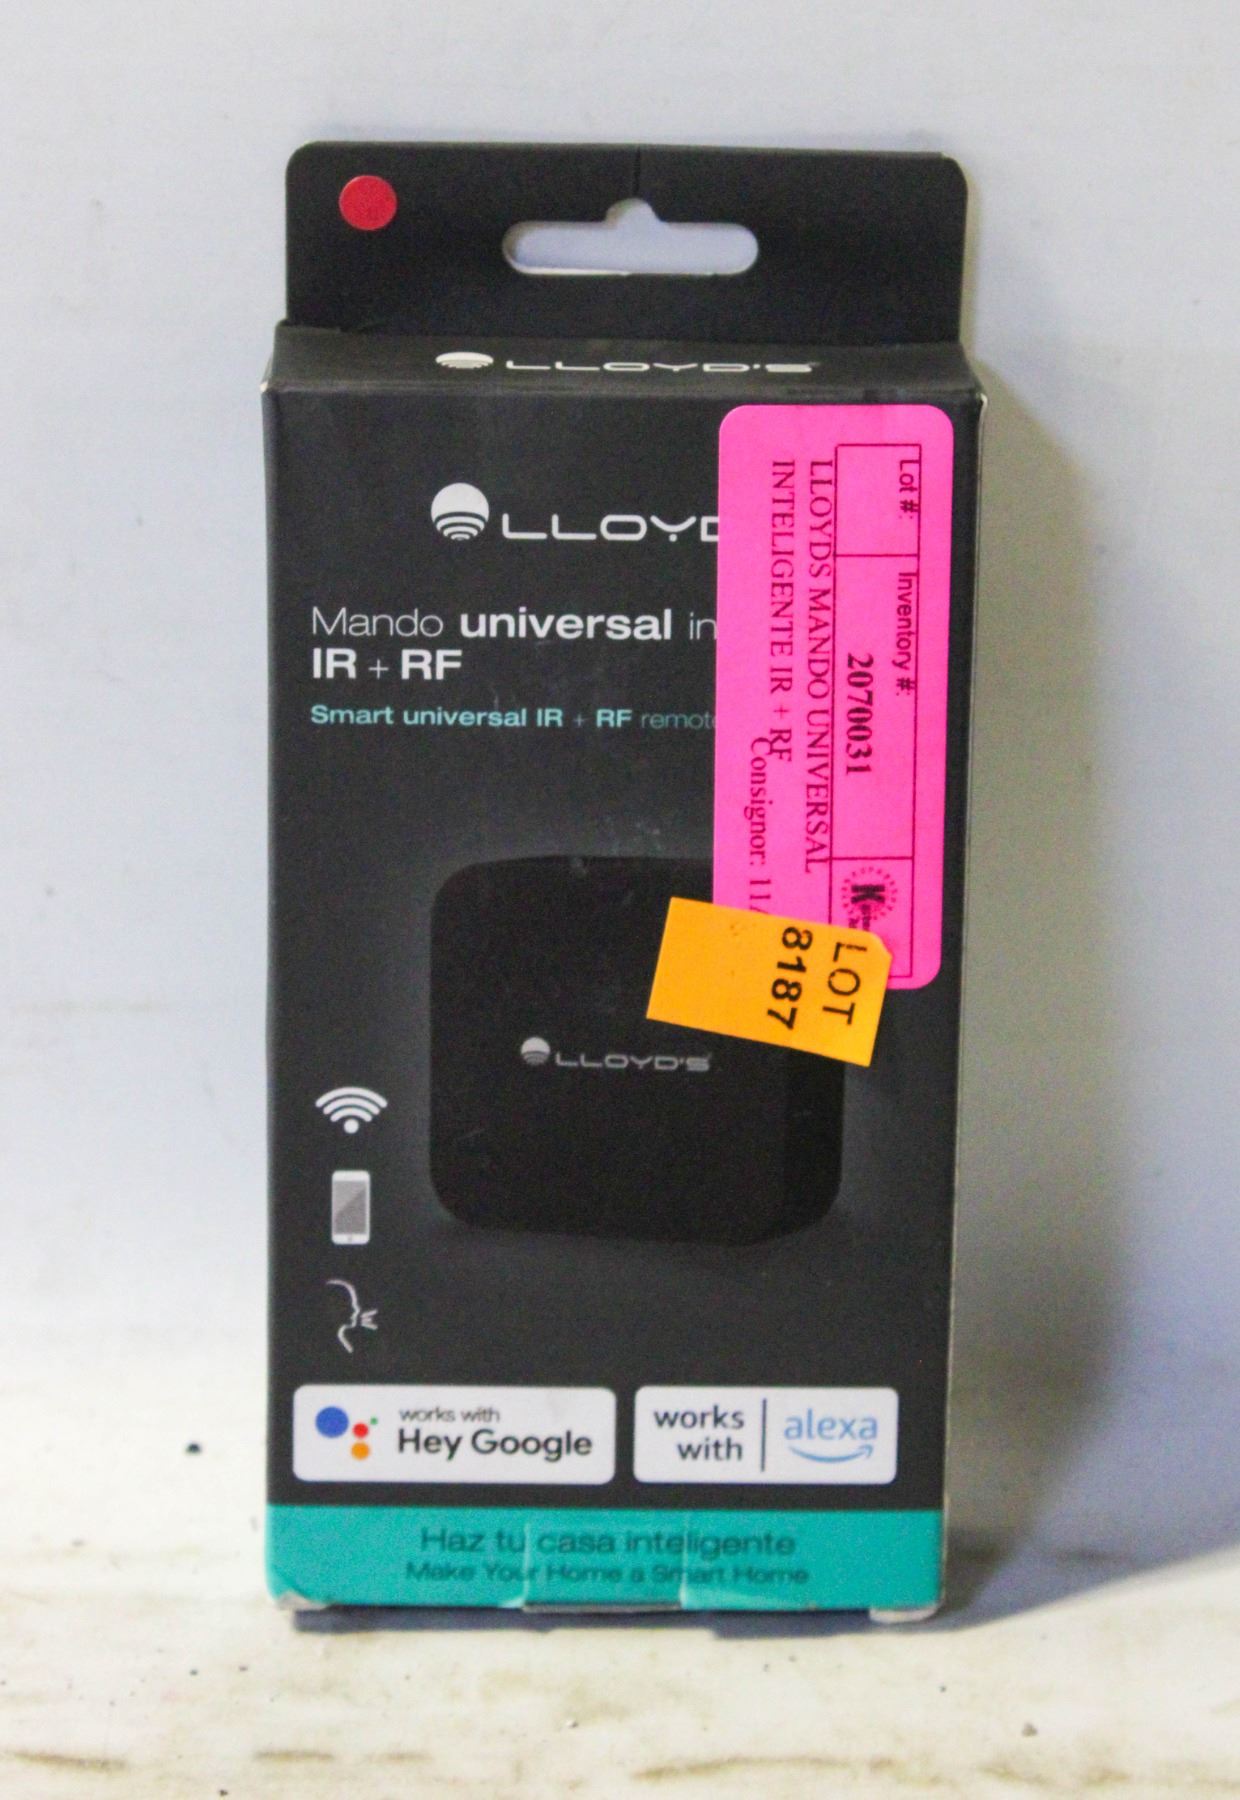 LLOYD'S
LLOYD
Mando universal in
IR + RF
Smart universal IR + RF remote
Lot #:
Inventory #:
2070031
LLOYDS MANDO UNIVERSAL
INTELIGENTE IR + RF
Consignor: 11
LOT
8187
LLOYD'S
works with
Hey Google
works
with
alexa
Haz tu casa inteligente
Make Your Home a Smart Home